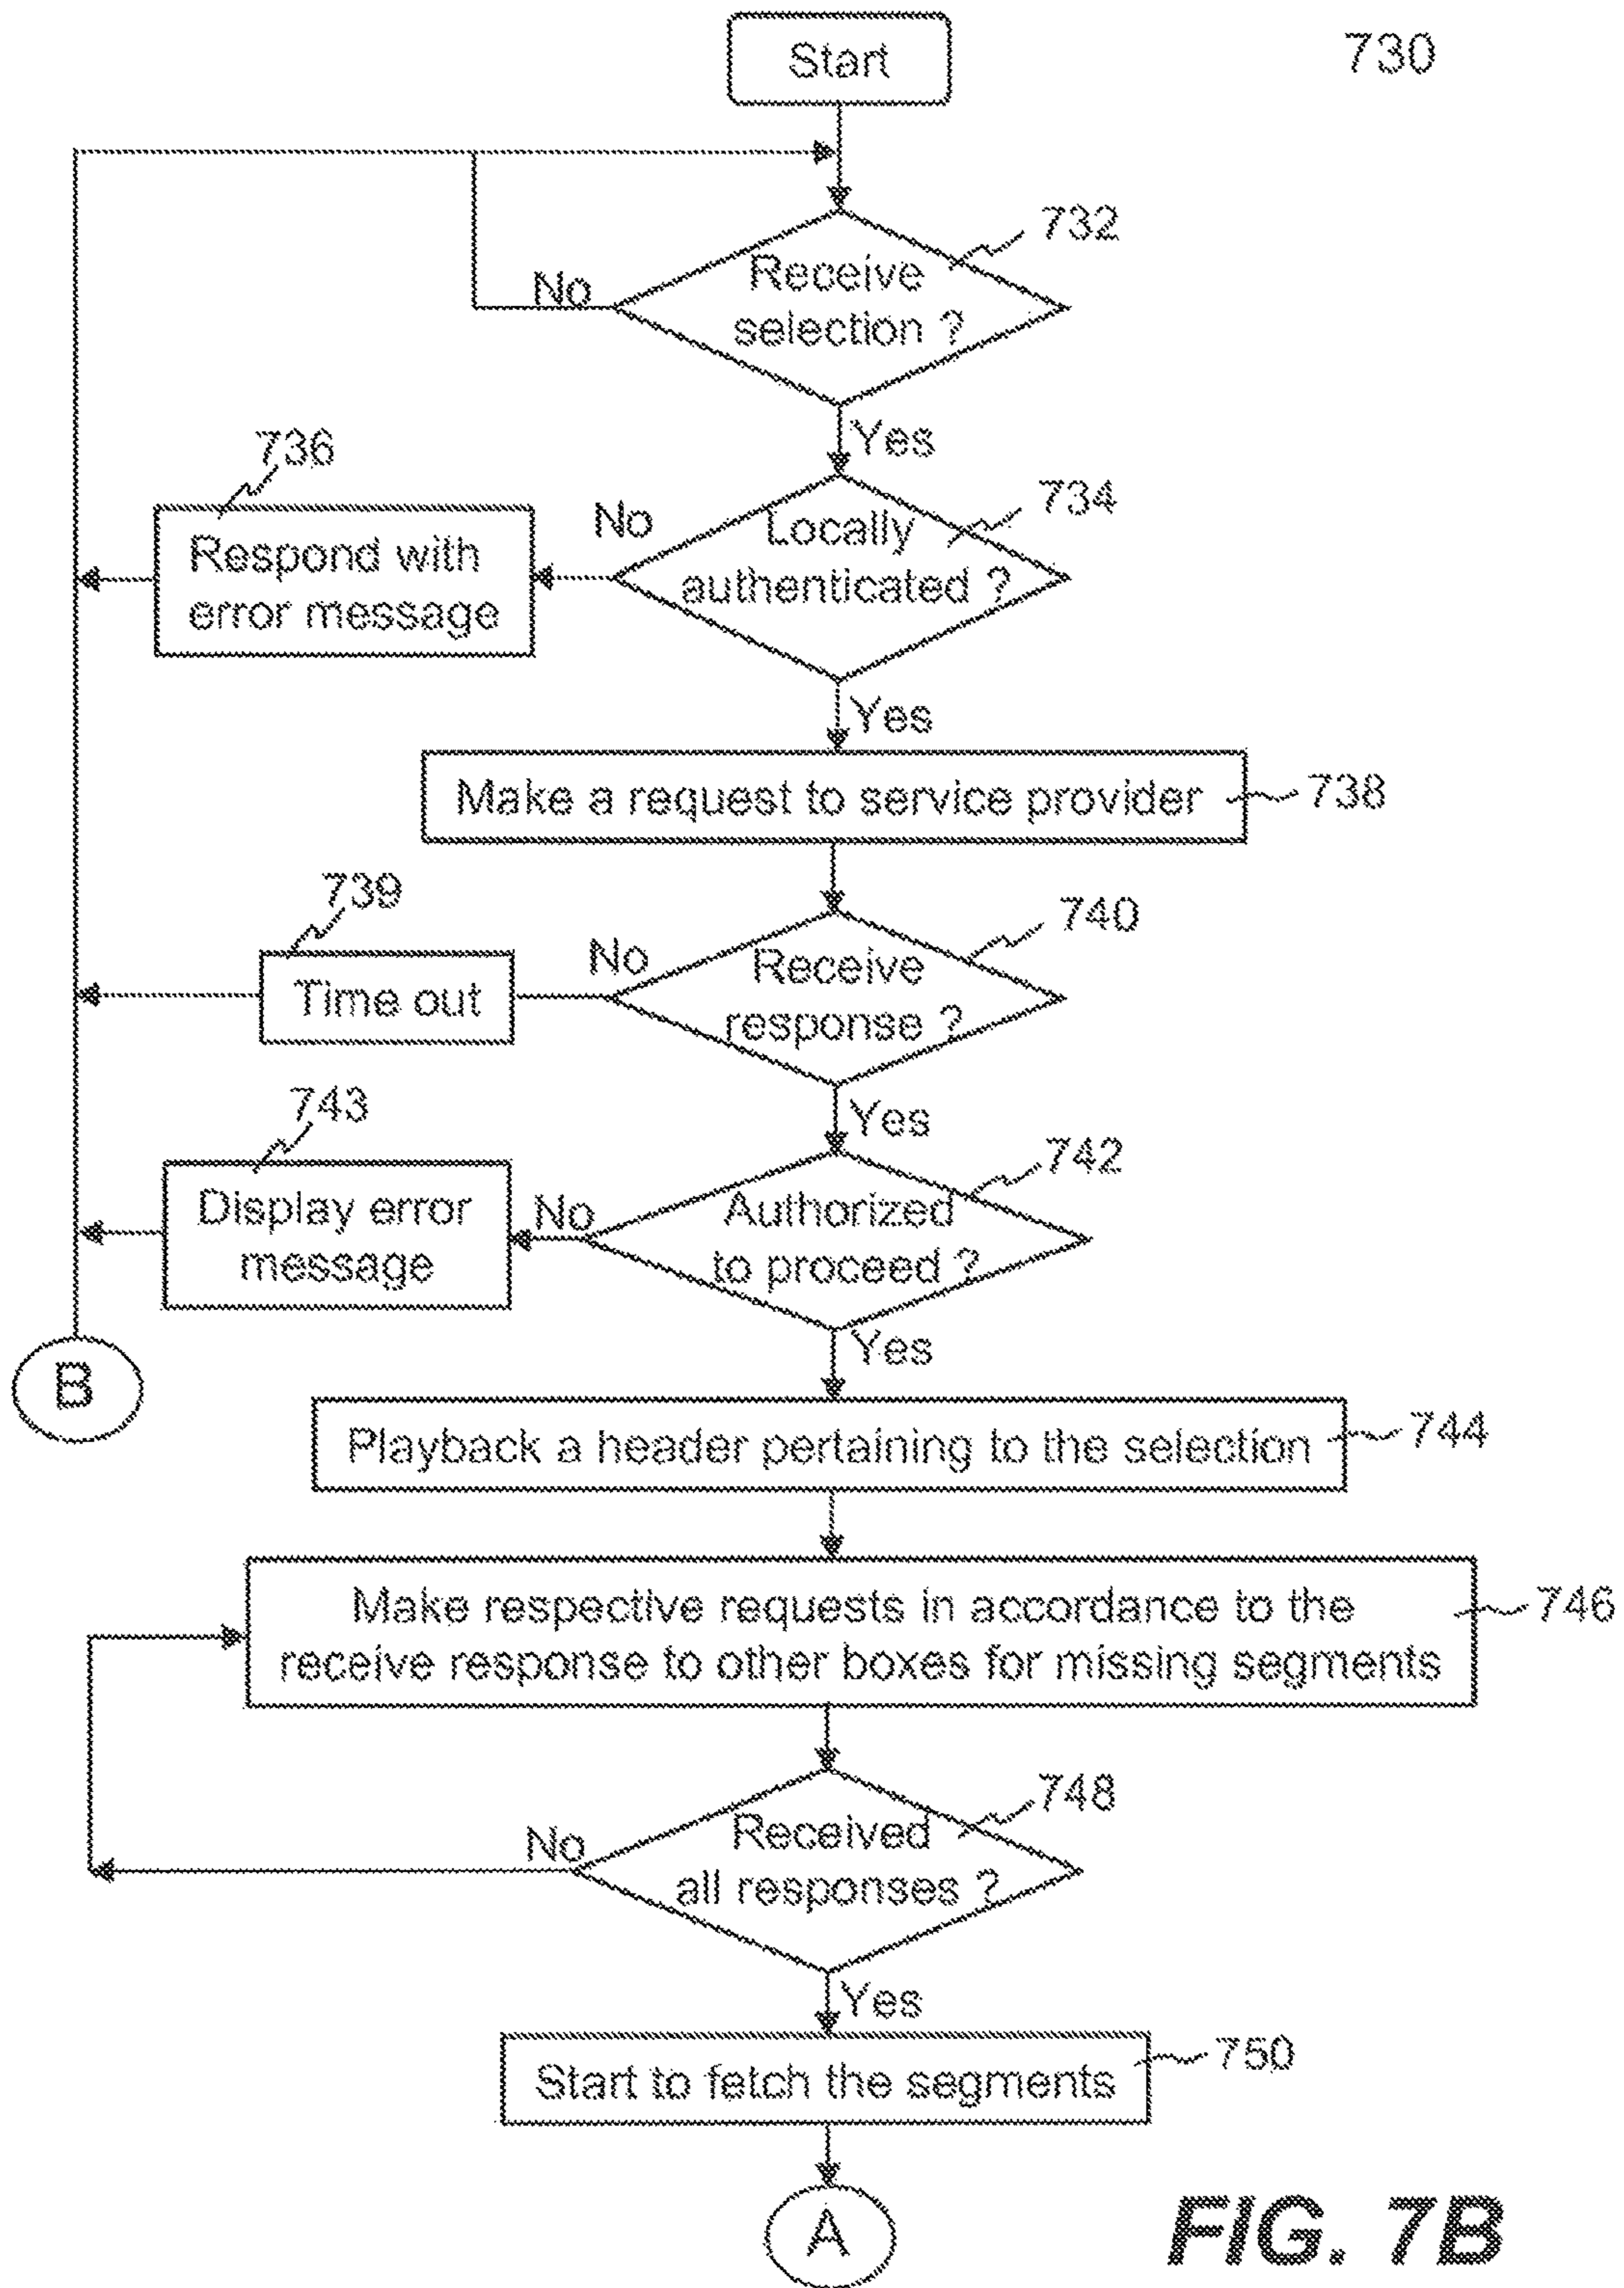 Start
730
732
Receive
selection ?
No
Yes
736
734
Respond with
error message
No
Locally
authenticated ?
Yes
Make a request to service provider
738
739
740
Time out
No
Receive
response ?
743
Yes
742
Display error
message
No
Authorized
to proceed ?
Yes
B
Playback a header pertaining to the selection
744
Make respective requests in accordance to the
receive response to other boxes for missing segments
746
748
No
Received
all responses ?
Yes
Start to fetch the segments
750
A
FIG. 7B